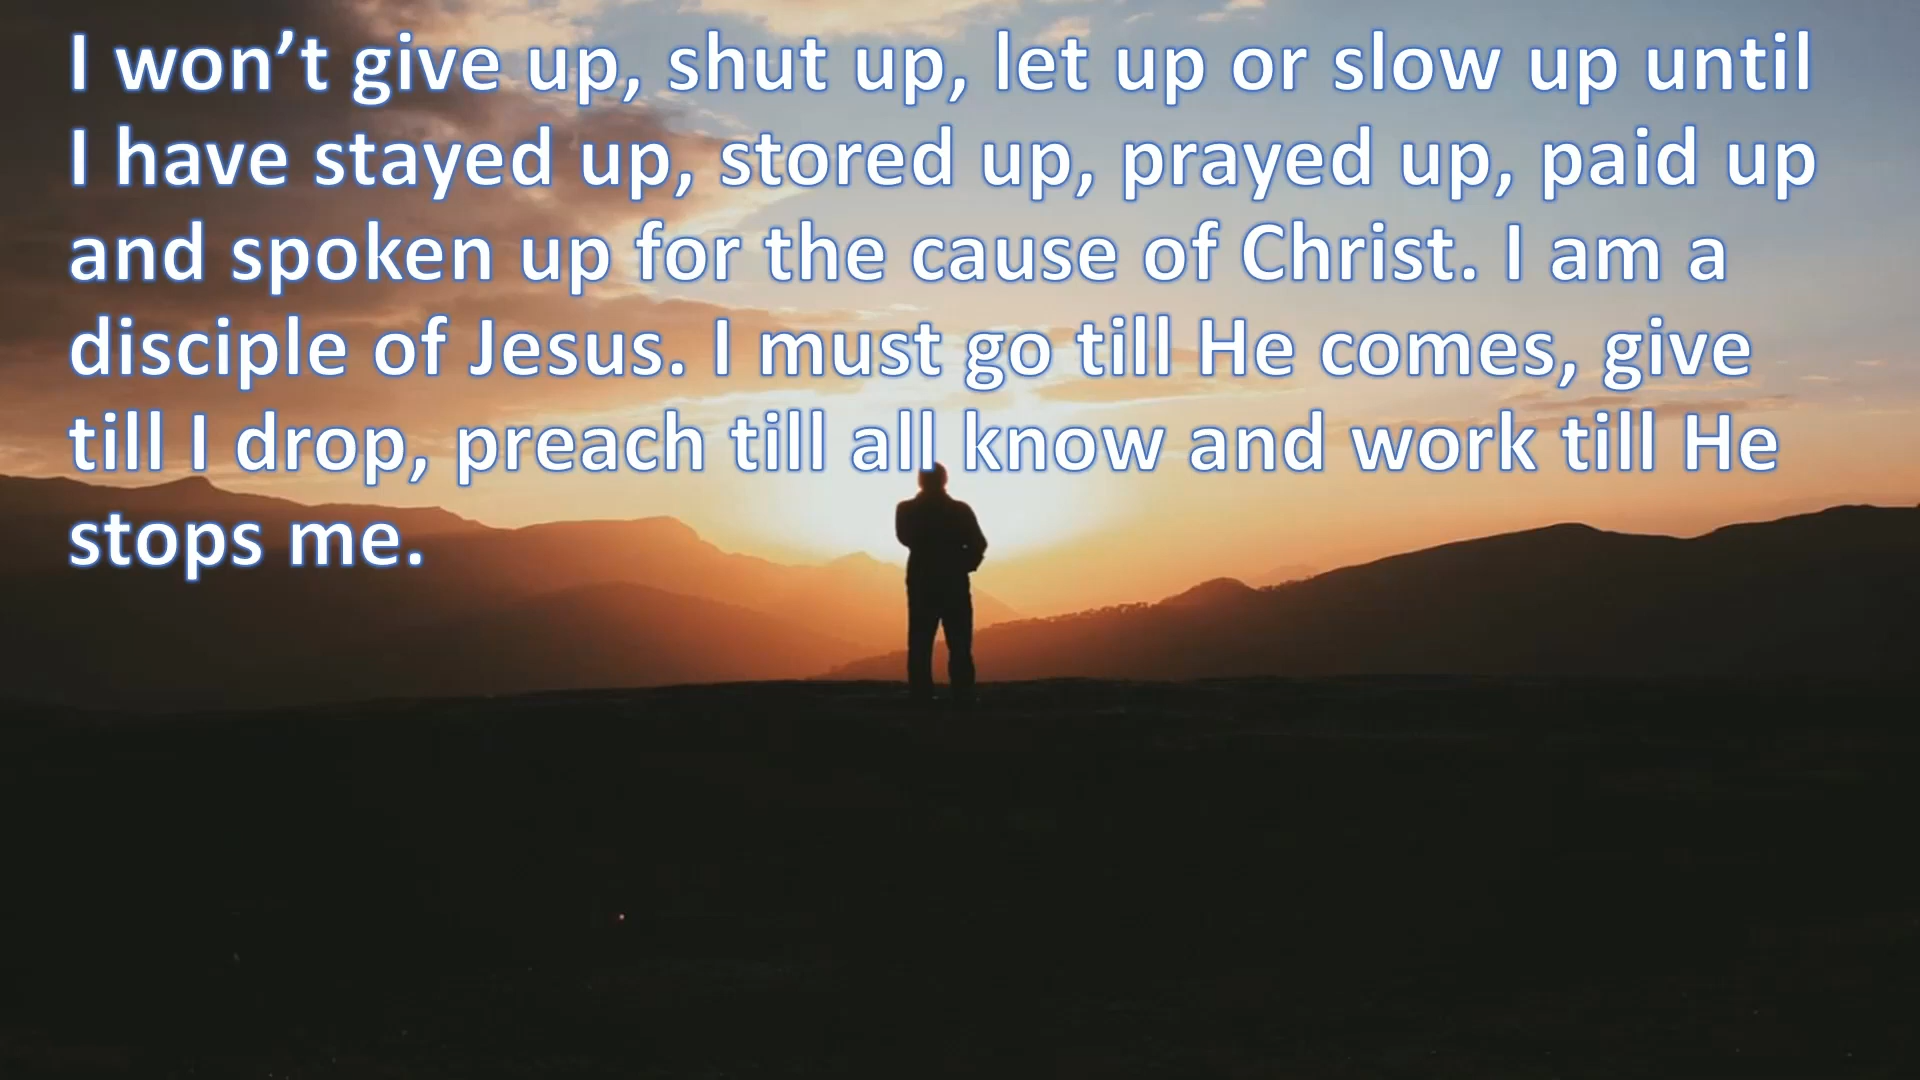 I won’t give up, shut up, let up or slow up until
I have stayed up, stored up, prayed up, paid up
and spoken up for the cause of Christ. I am a
disciple of Jesus. I must go till He comes, give
till I drop, preach till all know and work till He
stops me.